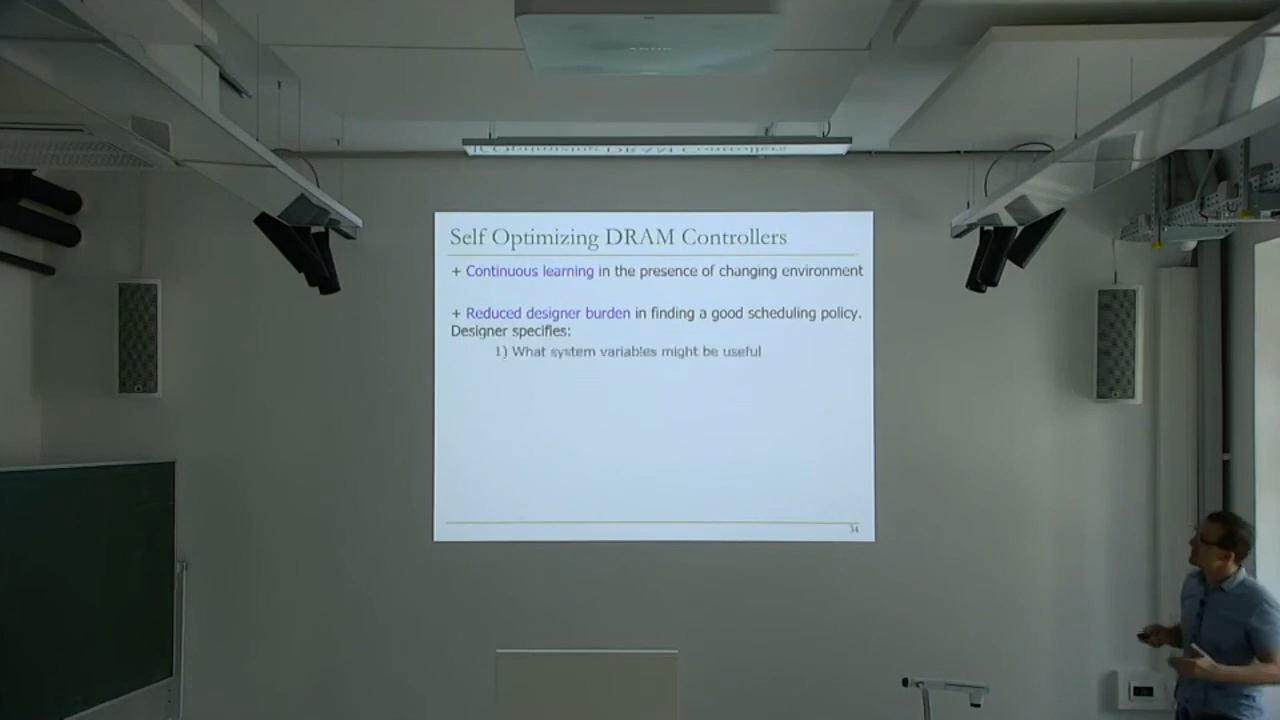 Self Optimizing DRAM Controllers
+ Continuous learning in the presence of changing environment
+ Reduced designer burden in finding a good scheduling policy.
Designer specifies:
1) What system variables might be useful
34